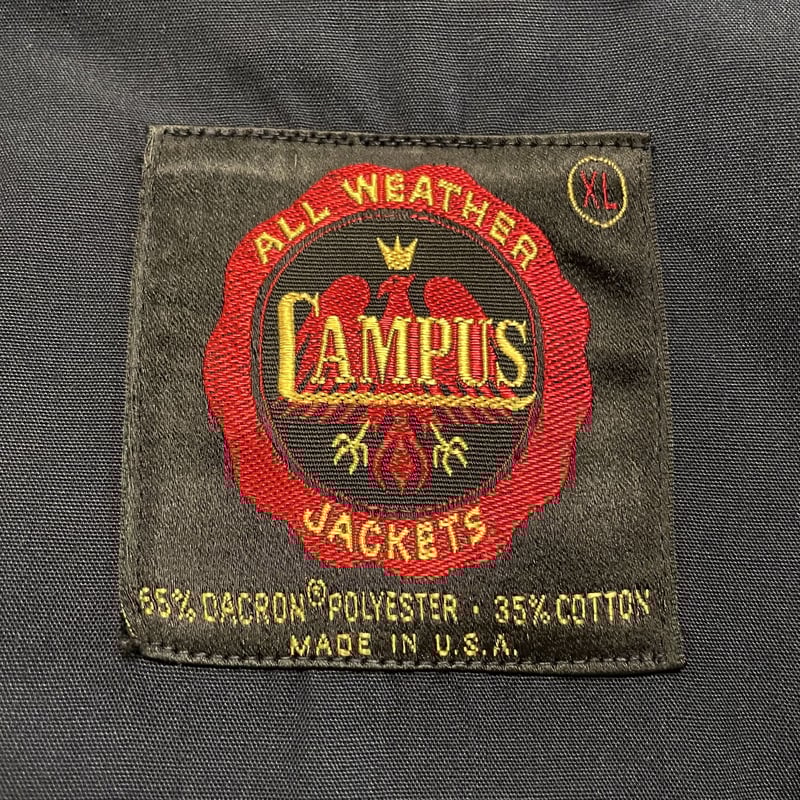 XL
ALL WEATHER
CAMPUS
JACKETS
65% DACRON® POLYESTER · 35% COTTON
MADE IN U.S.A.